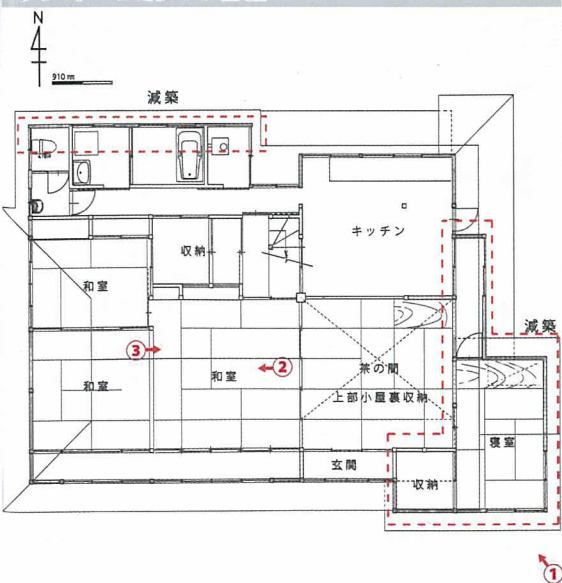 N
910 m
減築
キッチン
収納
和室
減築
③
②
茶の間
和室
和室
上部小屋裏収納
寝室
玄関
収納
①